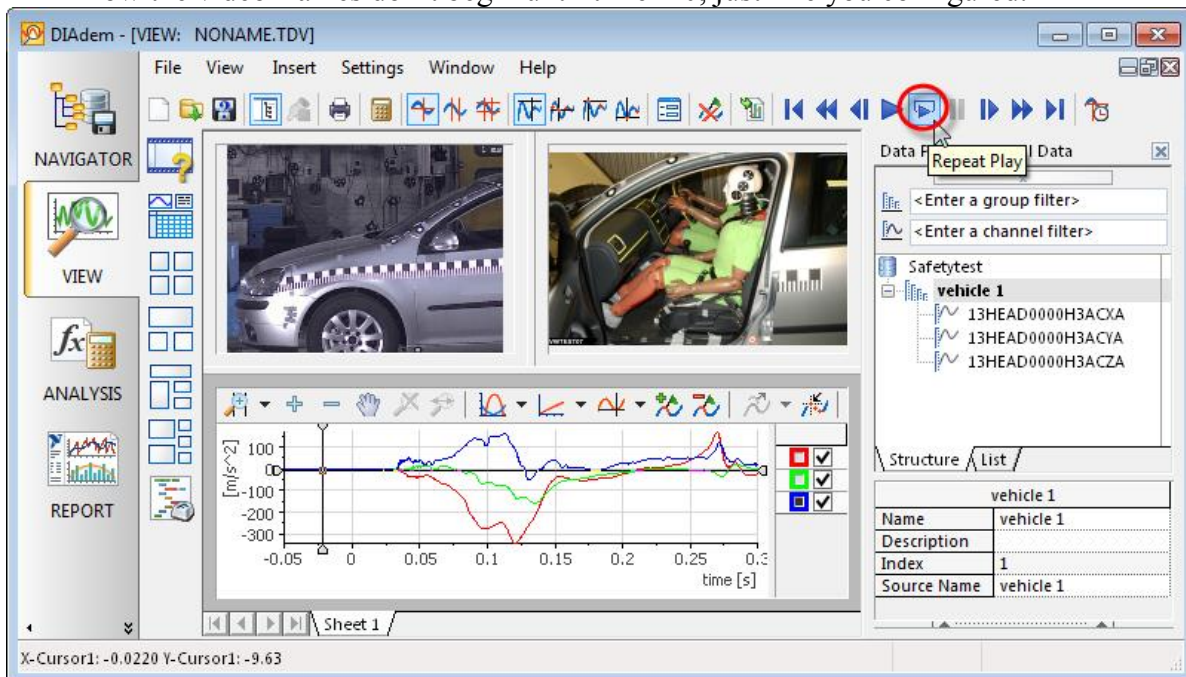 DIAdem - [VIEW: NONAME.TDV]
File View Insert Settings Window Help
NAVIGATOR
VIEW
ANALYSIS
REPORT
Repeat Play
Data
<Enter a group filter>
<Enter a channel filter>
Safetytest
vehicle 1
13HEAD0000H3ACXA
13HEAD0000H3ACYA
13HEAD0000H3ACZA
Structure List
vehicle 1
Name vehicle 1
Description
Index 1
Source Name vehicle 1
[m/s^2]
100
0
-100
-200
-300
-0.05 0 0.05 0.1 0.15 0.2 0.25
time [s]
Sheet 1
X-Cursor1: -0.0220 Y-Cursor1: -9.63